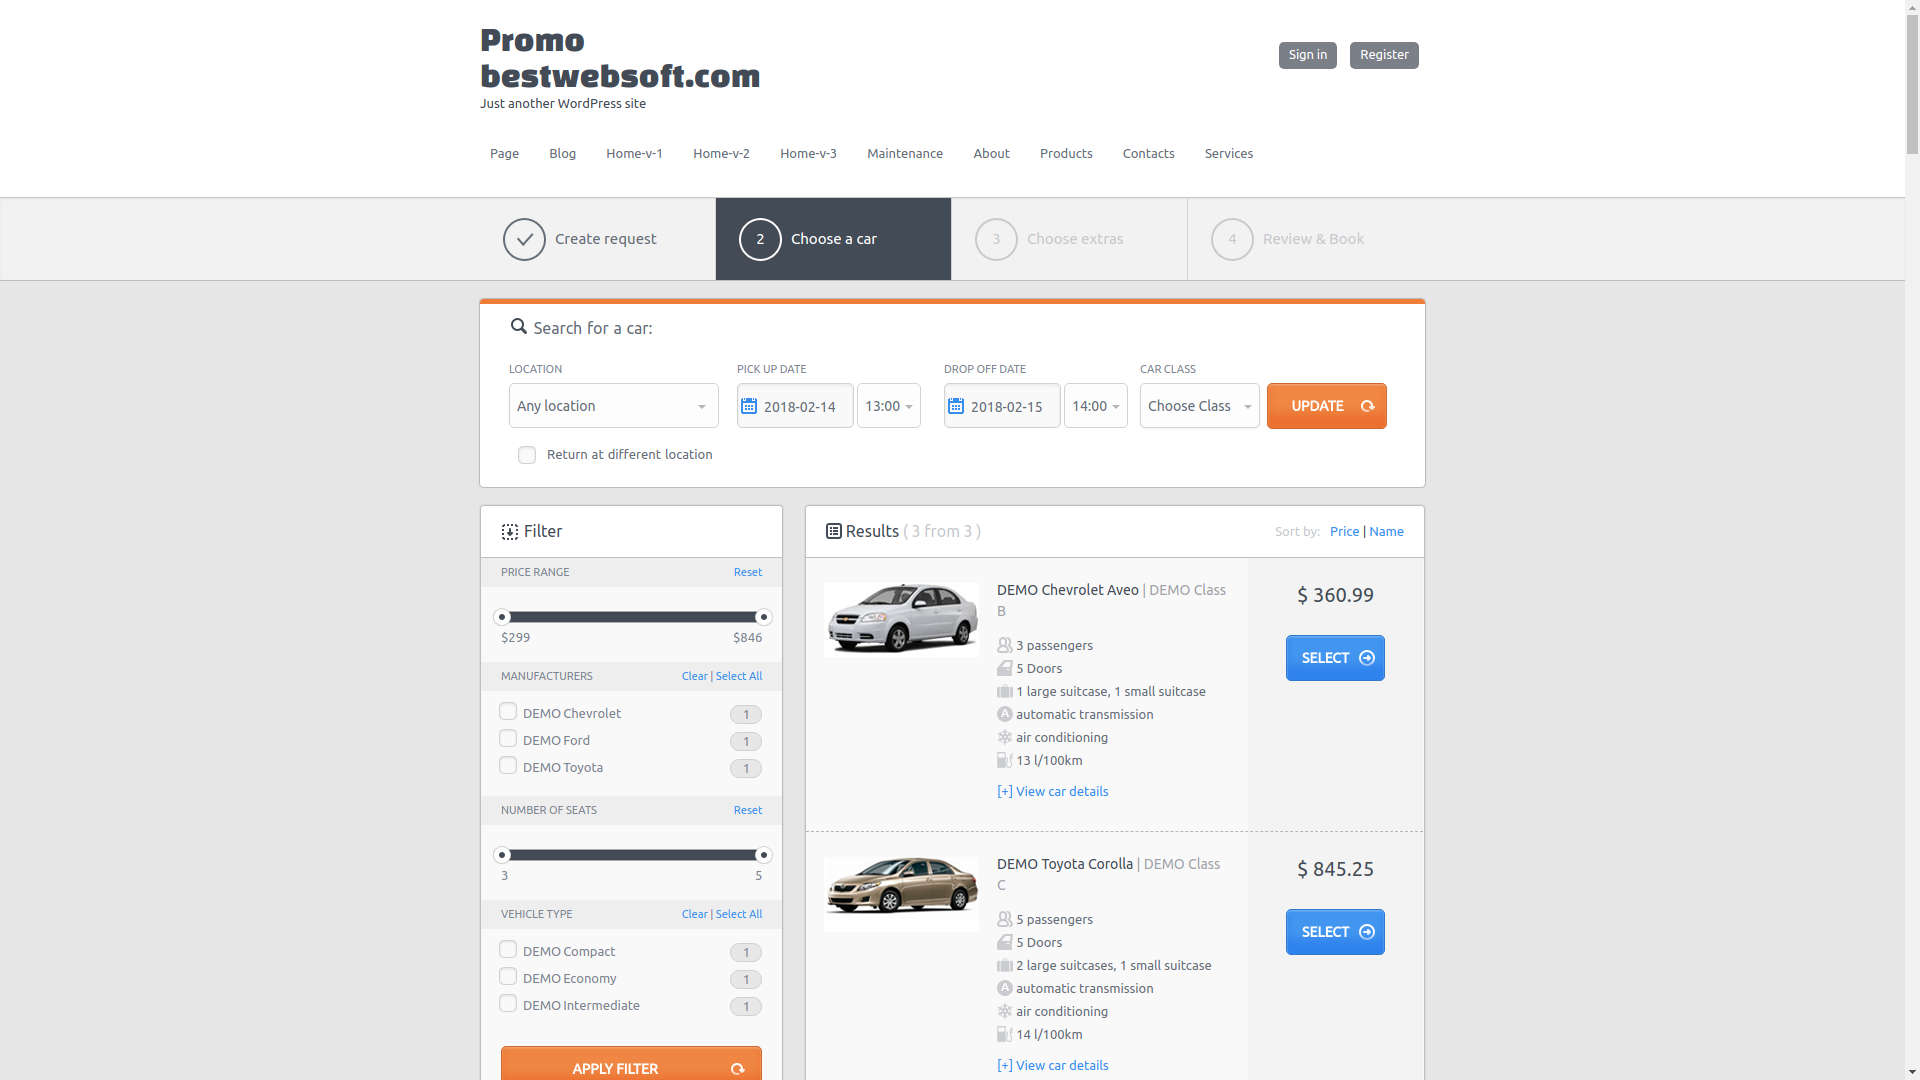 Promo
bestwebsoft.com
Just another WordPress site
Sign in
Register
Page
Blog
Home-v-1
Home-v-2
Home-v-3
Maintenance
About
Products
Contacts
Services
Create request
2 Choose a car
3 Choose extras
4 Review & Book
Search for a car:
LOCATION
Any location
PICK UP DATE
2018-02-14
13:00
DROP OFF DATE
2018-02-15
14:00
CAR CLASS
Choose Class
UPDATE
Return at different location
Filter
PRICE RANGE
Reset
$299
$846
MANUFACTURERS
Clear | Select All
DEMO Chevrolet 1
DEMO Ford 1
DEMO Toyota 1
NUMBER OF SEATS
Reset
3
5
VEHICLE TYPE
Clear | Select All
DEMO Compact 1
DEMO Economy 1
DEMO Intermediate 1
APPLY FILTER
Results ( 3 from 3 )
Sort by: Price | Name
DEMO Chevrolet Aveo | DEMO Class
B
3 passengers
5 Doors
1 large suitcase, 1 small suitcase
A automatic transmission
air conditioning
13 l/100km
[+] View car details
$ 360.99
SELECT
DEMO Toyota Corolla | DEMO Class
C
5 passengers
5 Doors
2 large suitcases, 1 small suitcase
A automatic transmission
air conditioning
14 l/100km
[+] View car details
$ 845.25
SELECT